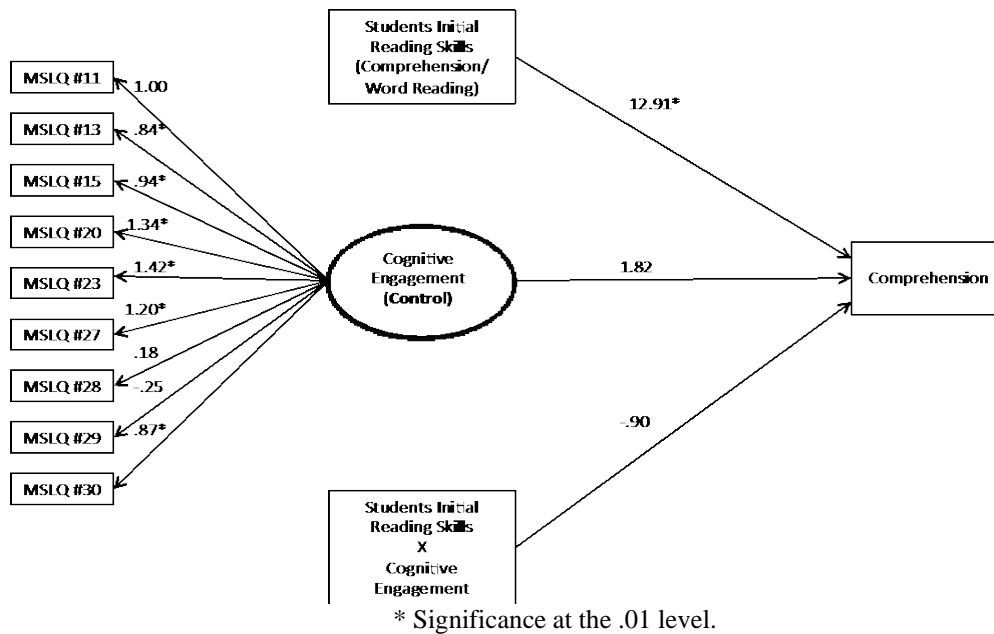 Students Initial
Reading Skills
(Comprehension/
Word Reading)
MSLQ #11
1.00
12.91*
MSLQ #13
.84*
MSLQ #15
.94*
MSLQ #20
1.34*
Cognitive
Engagement
(Control)
1.82
Comprehension
MSLQ #23
1.42*
MSLQ #27
1.20*
MSLQ #28
.18
-.25
MSLQ #29
.87*
-.90
MSLQ #30
Students Initial
Reading Skills
X
Cognitive
Engagement
* Significance at the .01 level.